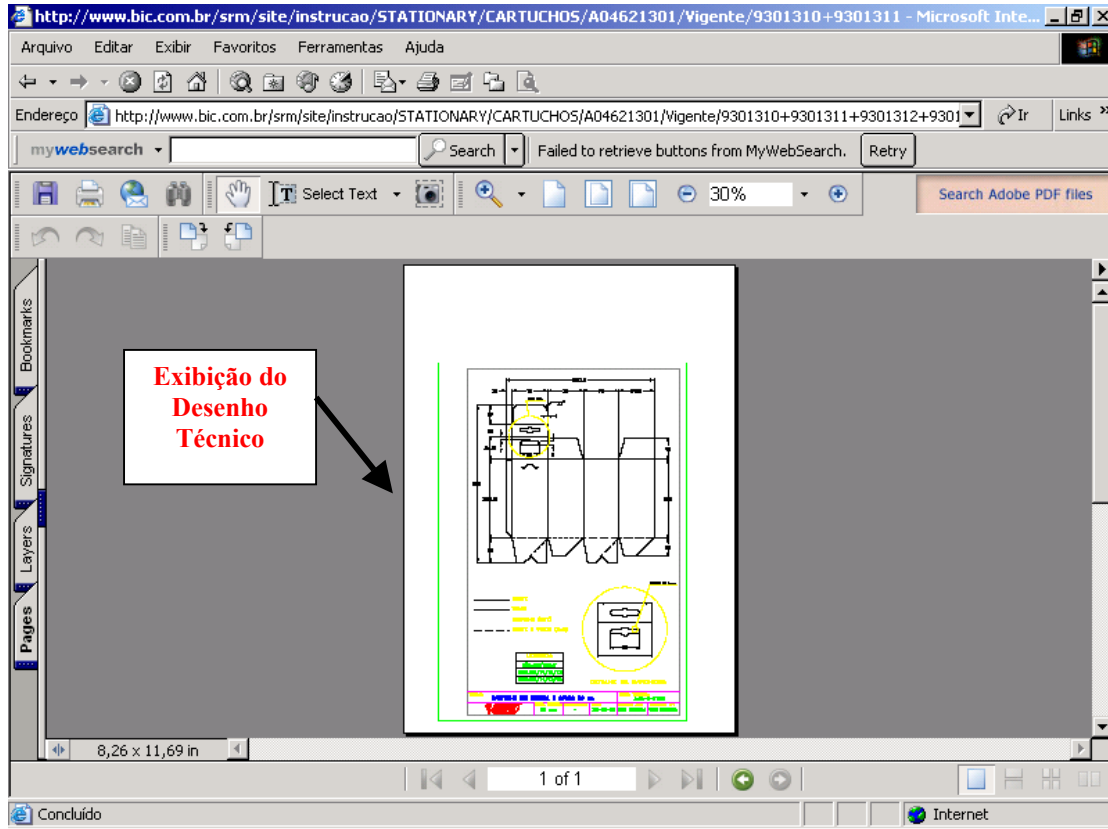 http://www.bic.com.br/srm/site/instrucao/STATIONARY/CARTUCHOS/A04621301/Vigente/9301310+9301311 - Microsoft Inte...
Arquivo Editar Exibir Favoritos Ferramentas Ajuda
Endereço http://www.bic.com.br/srm/site/instrucao/STATIONARY/CARTUCHOS/A04621301/Vigente/9301310+9301311+9301312+9301 Ir Links »
mywebsearch Search Failed to retrieve buttons from MyWebSearch. Retry
Select Text 30% Search Adobe PDF files
Bookmarks
Signatures
Layers
Pages
Exibição do
Desenho
Técnico
8,26 x 11,69 in
1 of 1
Concluído Internet